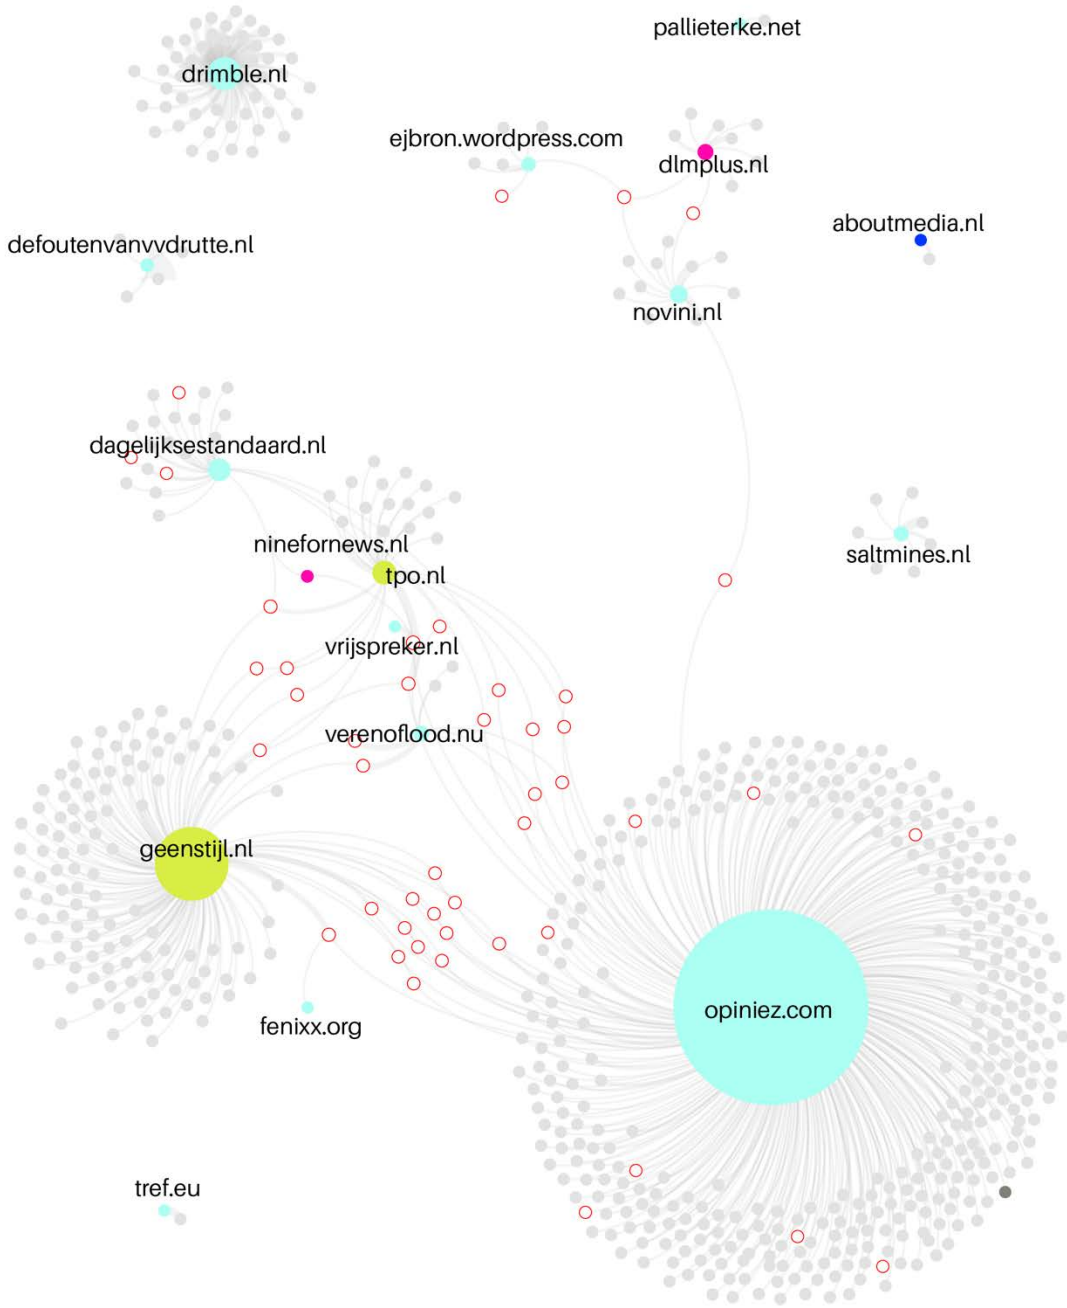 pallieterke.net
drimble.nl
ejbron.wordpress.com
dlmplus.nl
aboutmedia.nl
defoutenvanvvdrutte.nl
novini.nl
dagelijksestandaard.nl
ninefornews.nl
saltmines.nl
tpo.nl
vrijspreker.nl
verenoflood.nu
geenstijl.nl
opiniez.com
fenixx.org
tref.eu